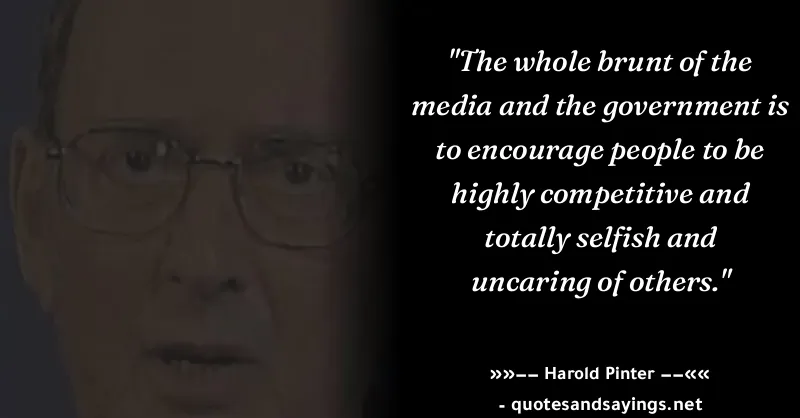 "The whole brunt of the
media and the government is
to encourage people to be
highly competitive and
totally selfish and
uncaring of others."
»»−− Harold Pinter −−««
- quotesandsayings.net